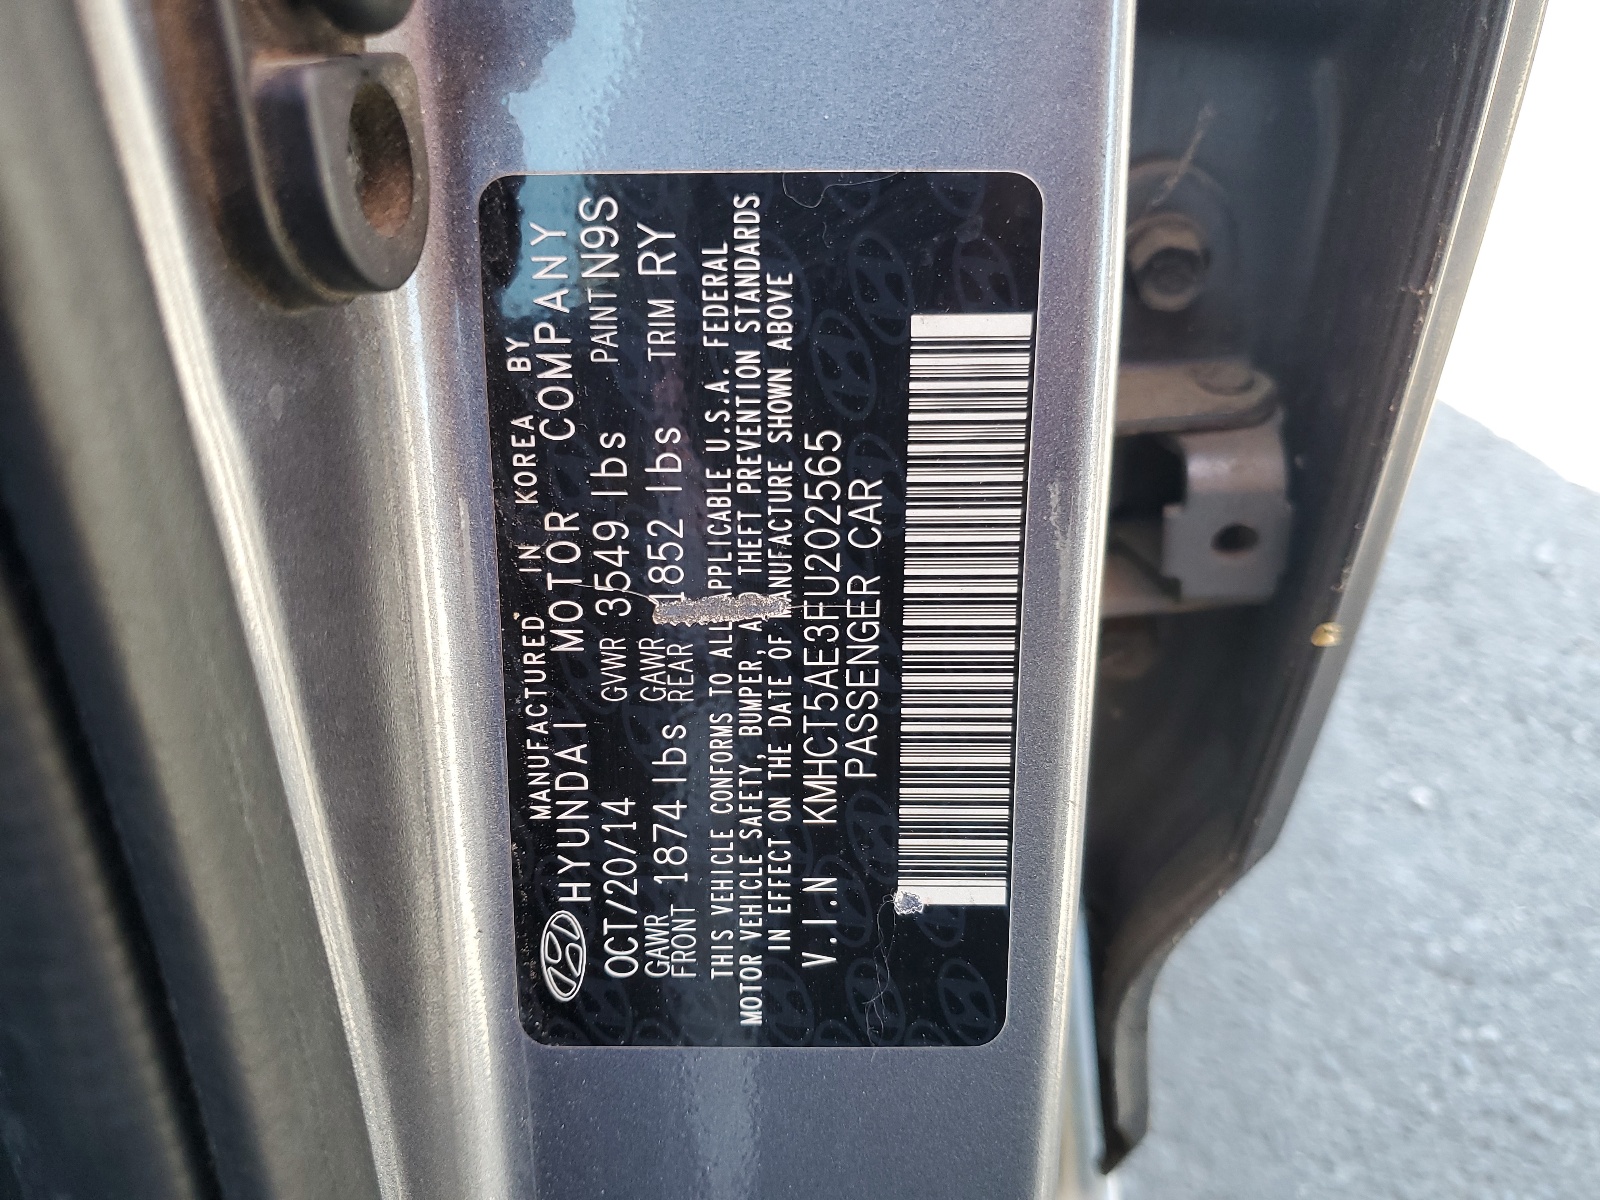 MANUFACTURED IN KOREA BY
HYUNDAI MOTOR COMPANY
OCT/20/14 GVWR 3549 lbs PAINT N9S
GAWR FRONT 1874 lbs GAWR REAR 1852 lbs TRIM RY
THIS VEHICLE CONFORMS TO ALL APPLICABLE U.S.A. FEDERAL
MOTOR VEHICLE SAFETY, BUMPER, THEFT PREVENTION STANDARDS
IN EFFECT ON THE DATE OF MANUFACTURE SHOWN ABOVE
V.I.N KMHCT5AE3FU202565
PASSENGER CAR